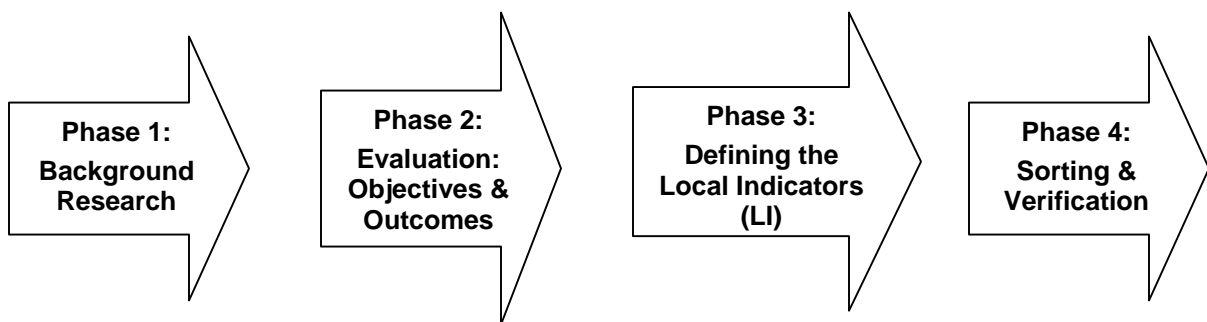 Phase 1:
Background
Research
Phase 2:
Evaluation:
Objectives &
Outcomes
Phase 3:
Defining the
Local Indicators
(LI)
Phase 4:
Sorting &
Verification